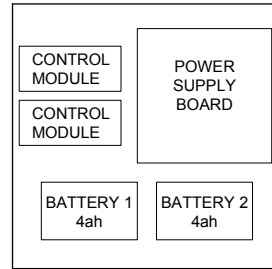 CONTROL
MODULE
POWER
SUPPLY
BOARD
CONTROL
MODULE
BATTERY 1
4ah
BATTERY 2
4ah